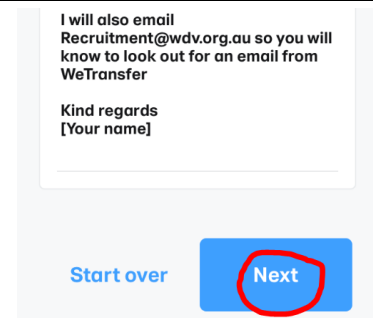 I will also email
Recruitment@wdv.org.au so you will
know to look out for an email from
WeTransfer
Kind regards
[Your name]
Start over
Next